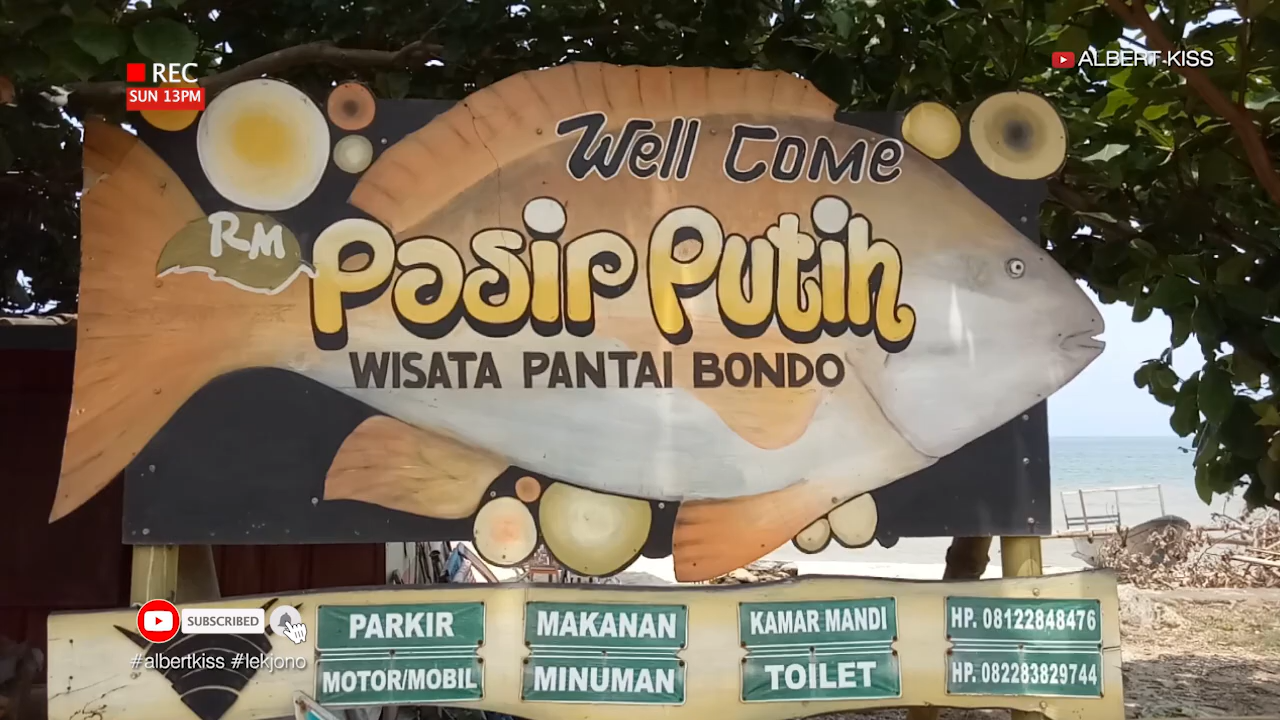 REC
SUN 13PM
ALBERT-KISS
Well Come
RM
Pasir Putih
WISATA PANTAI BONDO
PARKIR
MOTOR/MOBIL
MAKANAN
MINUMAN
KAMAR MANDI
TOILET
HP. 08122848476
HP. 082283829744
SUBSCRIBED
#albertkiss #lekjono